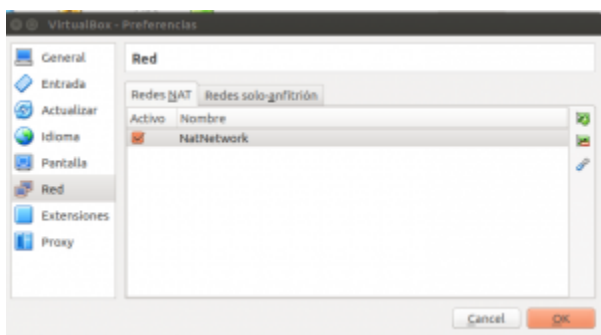 VirtualBox - Preferencias
General
Entrada
Actualizar
Idioma
Pantalla
Red
Extensiones
Proxy
Red
Redes NAT Redes solo-anfitrión
Activo Nombre
NatNetwork
Cancel OK